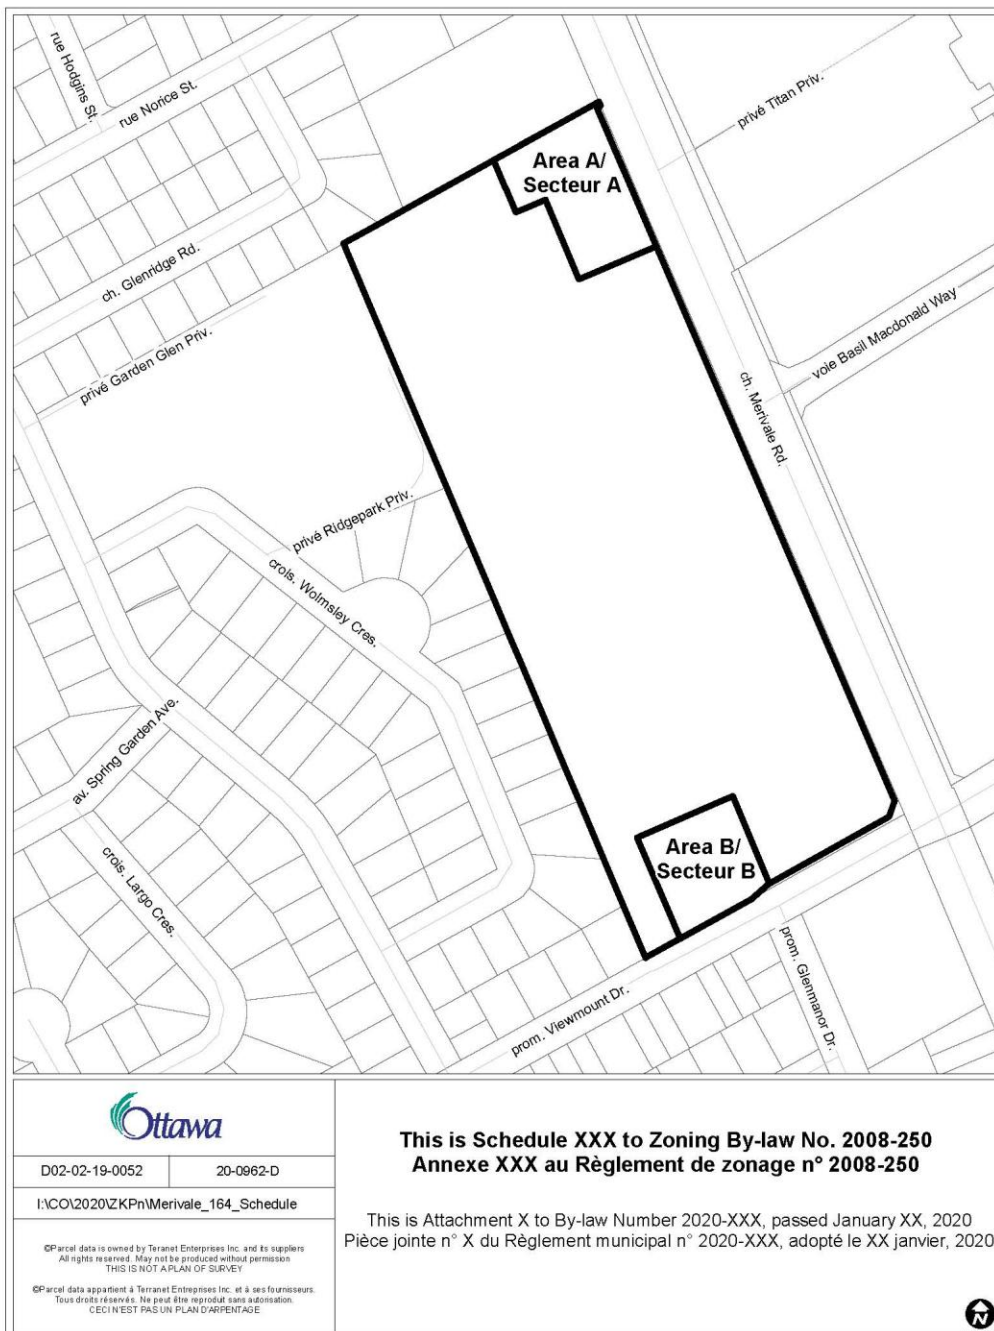 rue Hodgins St.
rue Norice St.
privé Titan Priv.
Area A/
Secteur A
ch. Glenridge Rd.
privé Garden Glen Priv.
voie Basil Macdonald Way
ch. Merivale Rd.
privé Ridgepark Priv.
crois. Wolmsley Cres.
av. Spring Garden Ave.
crois. Largo Cres.
Area B/
Secteur B
prom. Viewmount Dr.
prom. Glenmanor Dr.
Ottawa
D02-02-19-0052
20-0962-D
I:\CO\2020\ZKPn\Merivale_164_Schedule
©Parcel data is owned by Teranet Enterprises Inc. and its suppliers
All rights reserved. May not be produced without permission
THIS IS NOT A PLAN OF SURVEY
©Parcel data appartient à Terranet Entreprises Inc. et à ses fournisseurs.
Tous droits réservés. Ne peut être reproduit sans autorisation.
CECI N'EST PAS UN PLAN D'ARPENTAGE
This is Schedule XXX to Zoning By-law No. 2008-250
Annexe XXX au Règlement de zonage n° 2008-250
This is Attachment X to By-law Number 2020-XXX, passed January XX, 2020
Pièce jointe n° X du Règlement municipal n° 2020-XXX, adopté le XX janvier, 2020
N